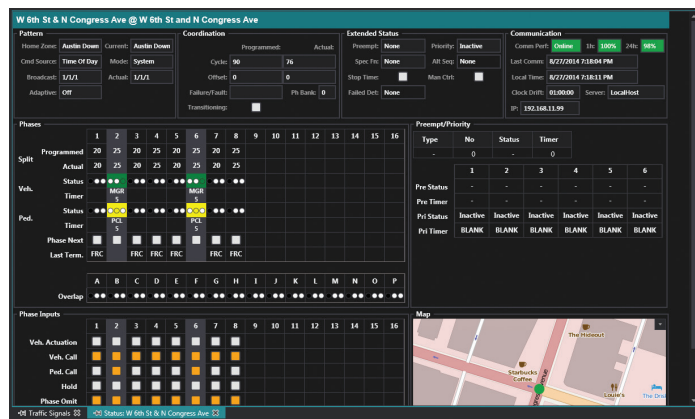 W 6th St & N Congress Ave @ W 6th St and N Congress Ave
Pattern
Home Zone: Austin Down Current: Austin Down
Cmd Source: Time Of Day Mode: System
Broadcast: 1/1/1 Actual: 1/1/1
Adaptive: Off
Coordination
Programmed: Actual:
Cycle: 90 76
Offset: 0 0
Failure/Fault: Ph Bank: 0
Transitioning:
Extended Status
Preempt: None Priority: Inactive
Spec Fn: None Alt Seq: None
Stop Time: Man Ctrl:
Failed Det: None
Communication
Comm Perf: Online 1h: 100% 24h: 98%
Last Comm: 8/27/2014 7:18:04 PM
Local Time: 8/27/2014 7:18:11 PM
Clock Drift: 01:00:00 Server: LocalHost
IP: 192.168.11.99
Phases
1 2 3 4 5 6 7 8 9 10 11 12 13 14 15 16
Split
Programmed 20 25 20 25 20 25 20 25
Actual 20 25 20 25 20 25 20 25
Veh.
Status
Timer MGR 5 MGR 5
Ped.
Status
Timer PCL 5 PCL 5
Phase Next
Last Term. FRC FRC FRC FRC FRC FRC
A B C D E F G H I J K L M N O P
Overlap
Preempt/Priority
Type No Status Timer
- 0 - 0
1 2 3 4 5 6
Pre Status - - - - - -
Pre Timer - - - - - -
Pri Status Inactive Inactive Inactive Inactive Inactive Inactive
Pri Timer BLANK BLANK BLANK BLANK BLANK BLANK
Phase Inputs
1 2 3 4 5 6 7 8 9 10 11 12 13 14 15 16
Veh. Actuation
Veh. Call
Ped. Call
Hold
Phase Omit
Map
The Hideout
Starbucks
Coffee
Louie's
The Dris
Traffic Signals
Status: W 6th St & N Congress Ave